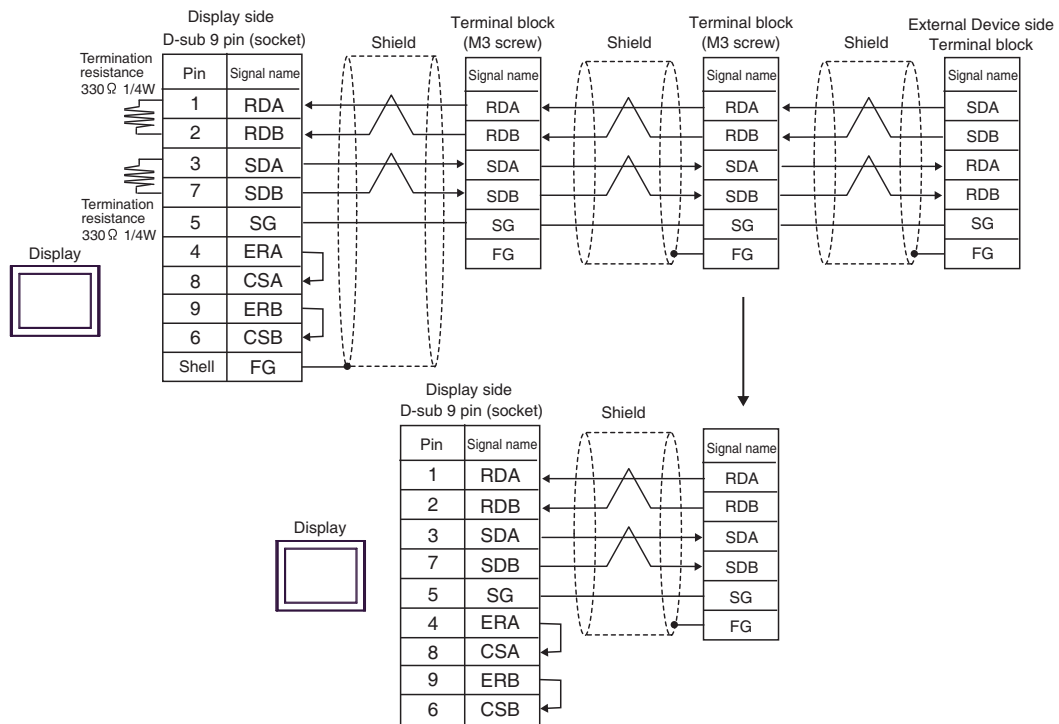 Display side
D-sub 9 pin (socket)
Shield
Terminal block
(M3 screw)
Shield
Terminal block
(M3 screw)
Shield
External Device side
Terminal block
Termination
resistance
330Ω 1/4W
Termination
resistance
330Ω 1/4W
Display
Pin Signal name
1 RDA
2 RDB
3 SDA
7 SDB
5 SG
4 ERA
8 CSA
9 ERB
6 CSB
Shell FG
Signal name
RDA
RDB
SDA
SDB
SG
FG
Signal name
RDA
RDB
SDA
SDB
SG
FG
Signal name
SDA
SDB
RDA
RDB
SG
FG
Display side
D-sub 9 pin (socket)
Shield
Display
Pin Signal name
1 RDA
2 RDB
3 SDA
7 SDB
5 SG
4 ERA
8 CSA
9 ERB
6 CSB
Signal name
RDA
RDB
SDA
SDB
SG
FG